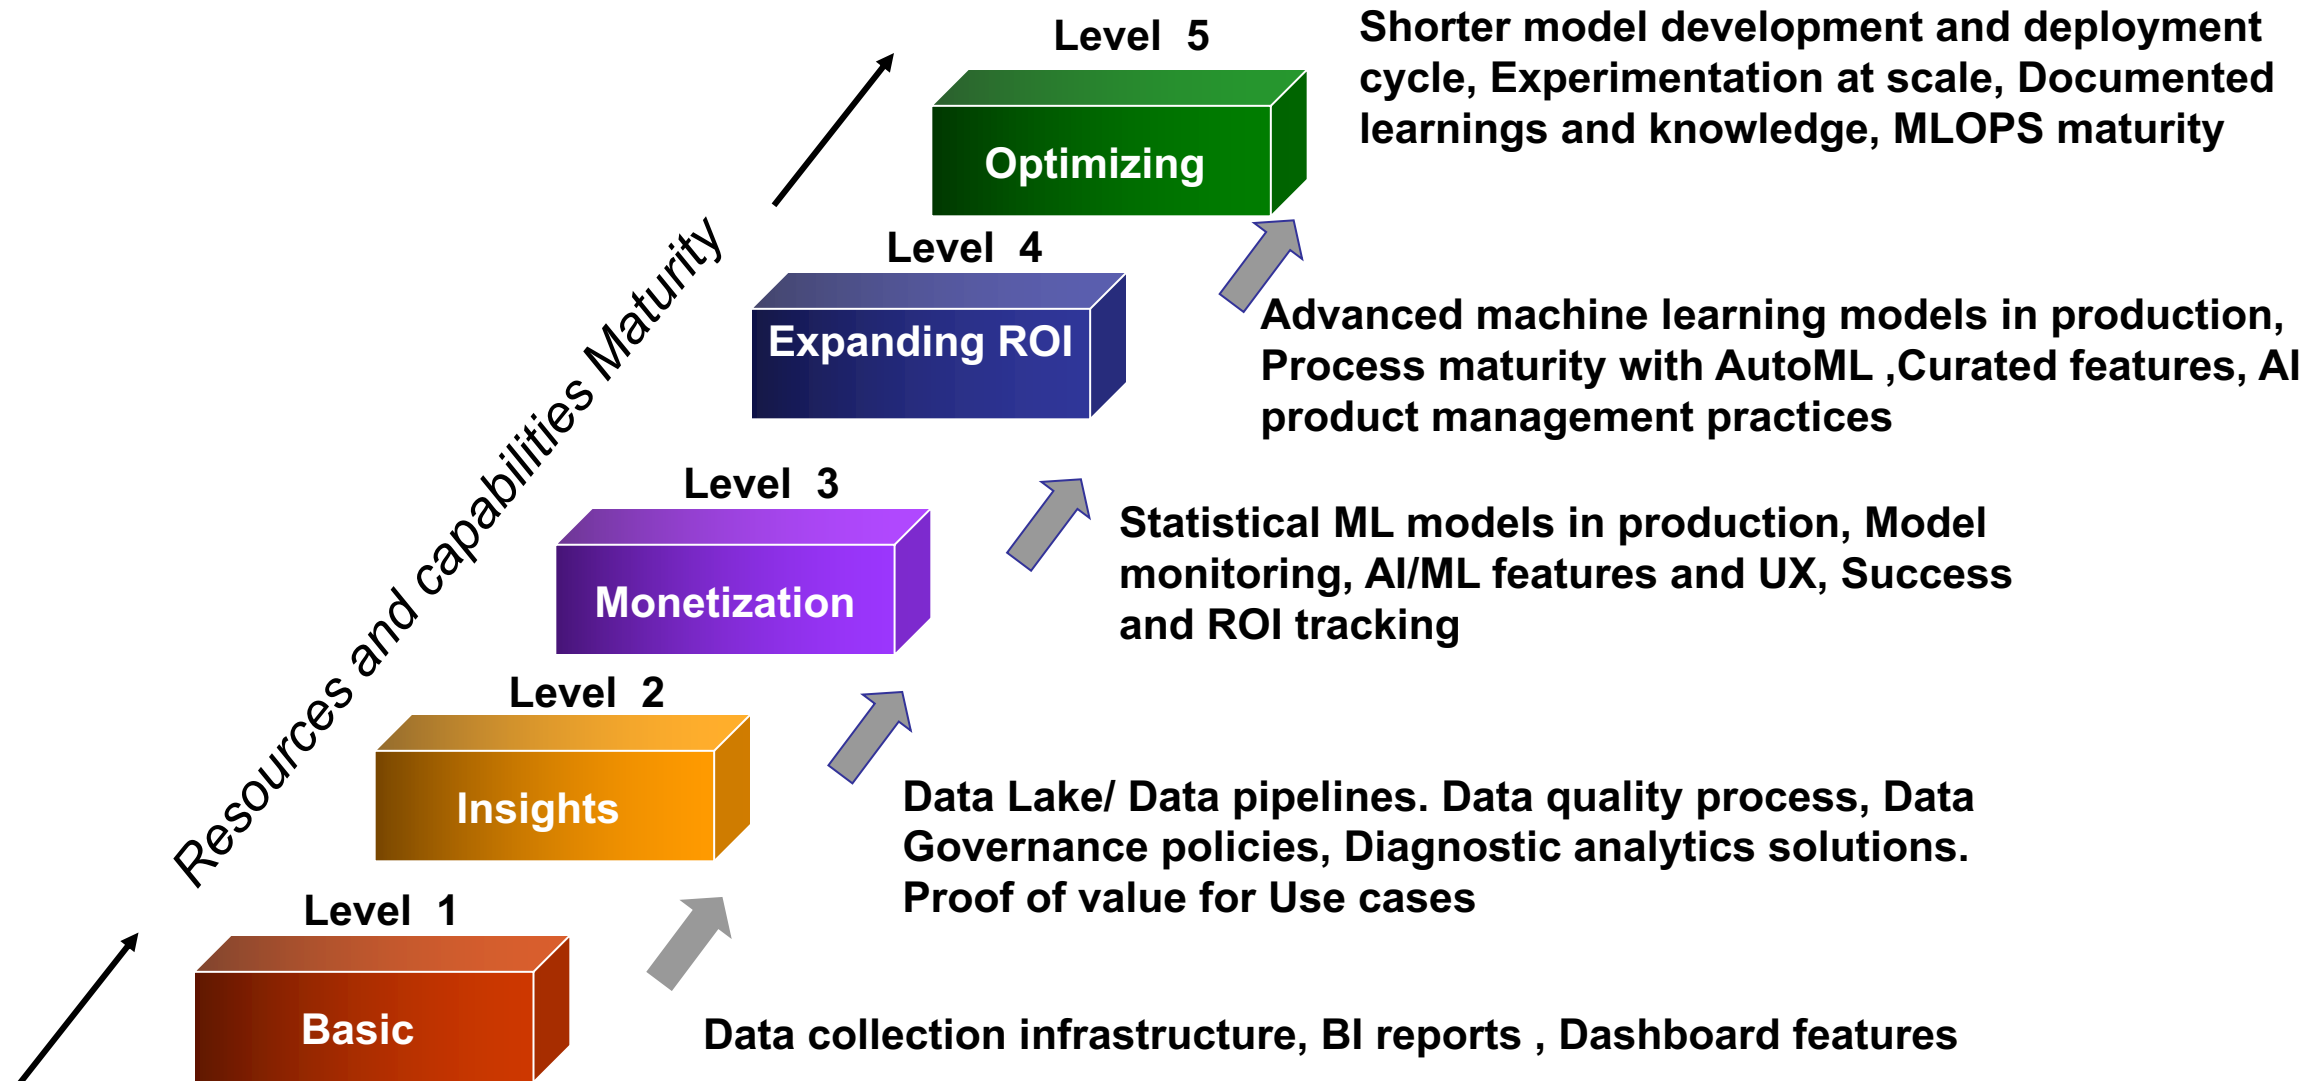 Level 5
Shorter model development and deployment
cycle, Experimentation at scale, Documented
learnings and knowledge, MLOPS maturity
Optimizing
Level 4
Expanding ROI
Advanced machine learning models in production,
Process maturity with AutoML ,Curated features, AI
product management practices
Resources and capabilities Maturity
Level 3
Monetization
Statistical ML models in production, Model
monitoring, AI/ML features and UX, Success
and ROI tracking
Level 2
Insights
Data Lake/ Data pipelines. Data quality process, Data
Governance policies, Diagnostic analytics solutions.
Proof of value for Use cases
Level 1
Basic
Data collection infrastructure, BI reports , Dashboard features